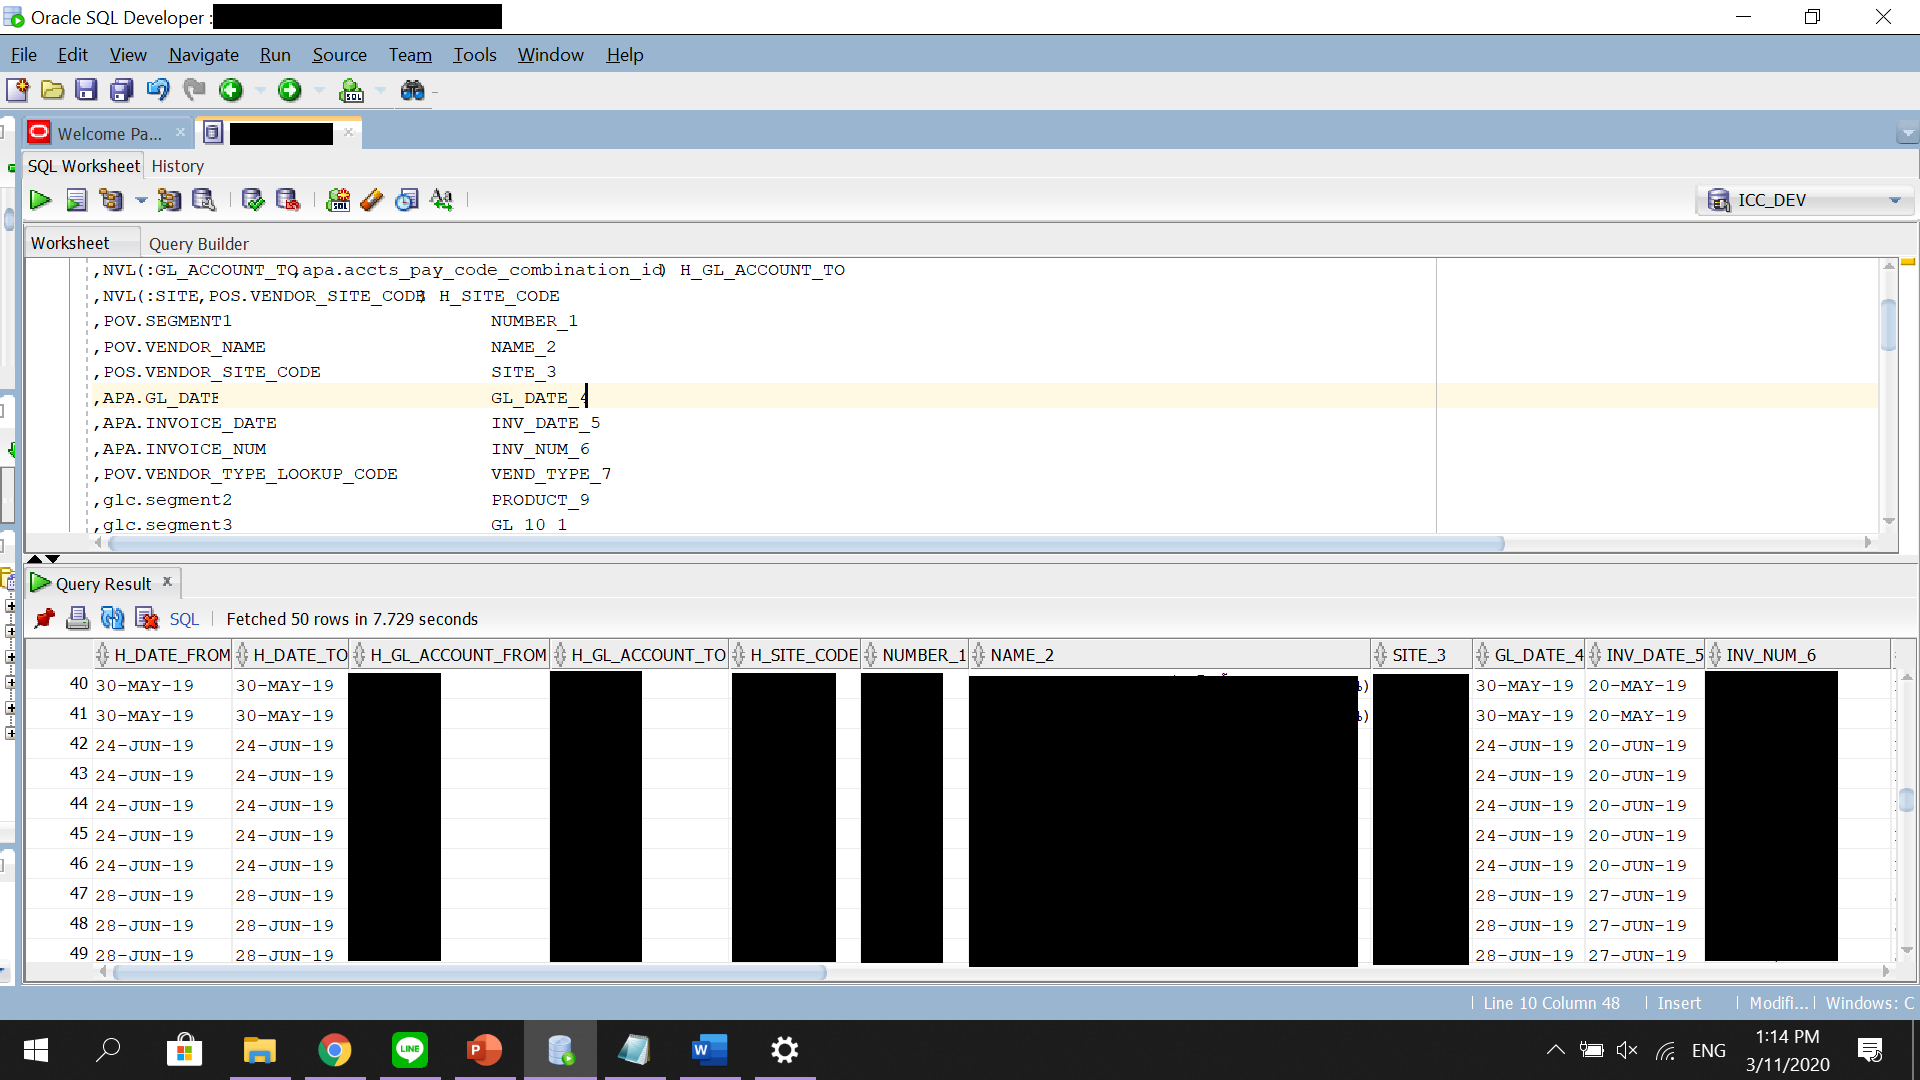 Oracle SQL Developer :
File Edit View Navigate Run Source Team Tools Window Help
Welcome Pa...
SQL Worksheet History
ICC_DEV
Worksheet Query Builder
,NVL(:GL_ACCOUNT_TO,apa.accts_pay_code_combination_id) H_GL_ACCOUNT_TO
,NVL(:SITE,POS.VENDOR_SITE_CODE) H_SITE_CODE
,POV.SEGMENT1 NUMBER_1
,POV.VENDOR_NAME NAME_2
,POS.VENDOR_SITE_CODE SITE_3
,APA.GL_DATE GL_DATE_4
,APA.INVOICE_DATE INV_DATE_5
,APA.INVOICE_NUM INV_NUM_6
,POV.VENDOR_TYPE_LOOKUP_CODE VEND_TYPE_7
,glc.segment2 PRODUCT_9
,glc.segment3 GL_10_1
Query Result
SQL Fetched 50 rows in 7.729 seconds
H_DATE_FROM H_DATE_TO H_GL_ACCOUNT_FROM H_GL_ACCOUNT_TO H_SITE_CODE NUMBER_1 NAME_2 SITE_3 GL_DATE_4 INV_DATE_5 INV_NUM_6
40 30-MAY-19 30-MAY-19 30-MAY-19 20-MAY-19
41 30-MAY-19 30-MAY-19 30-MAY-19 20-MAY-19
42 24-JUN-19 24-JUN-19 24-JUN-19 20-JUN-19
43 24-JUN-19 24-JUN-19 24-JUN-19 20-JUN-19
44 24-JUN-19 24-JUN-19 24-JUN-19 20-JUN-19
45 24-JUN-19 24-JUN-19 24-JUN-19 20-JUN-19
46 24-JUN-19 24-JUN-19 24-JUN-19 20-JUN-19
47 28-JUN-19 28-JUN-19 28-JUN-19 27-JUN-19
48 28-JUN-19 28-JUN-19 28-JUN-19 27-JUN-19
49 28-JUN-19 28-JUN-19 28-JUN-19 27-JUN-19
Line 10 Column 48 Insert Modifi... Windows: C
ENG
1:14 PM
3/11/2020